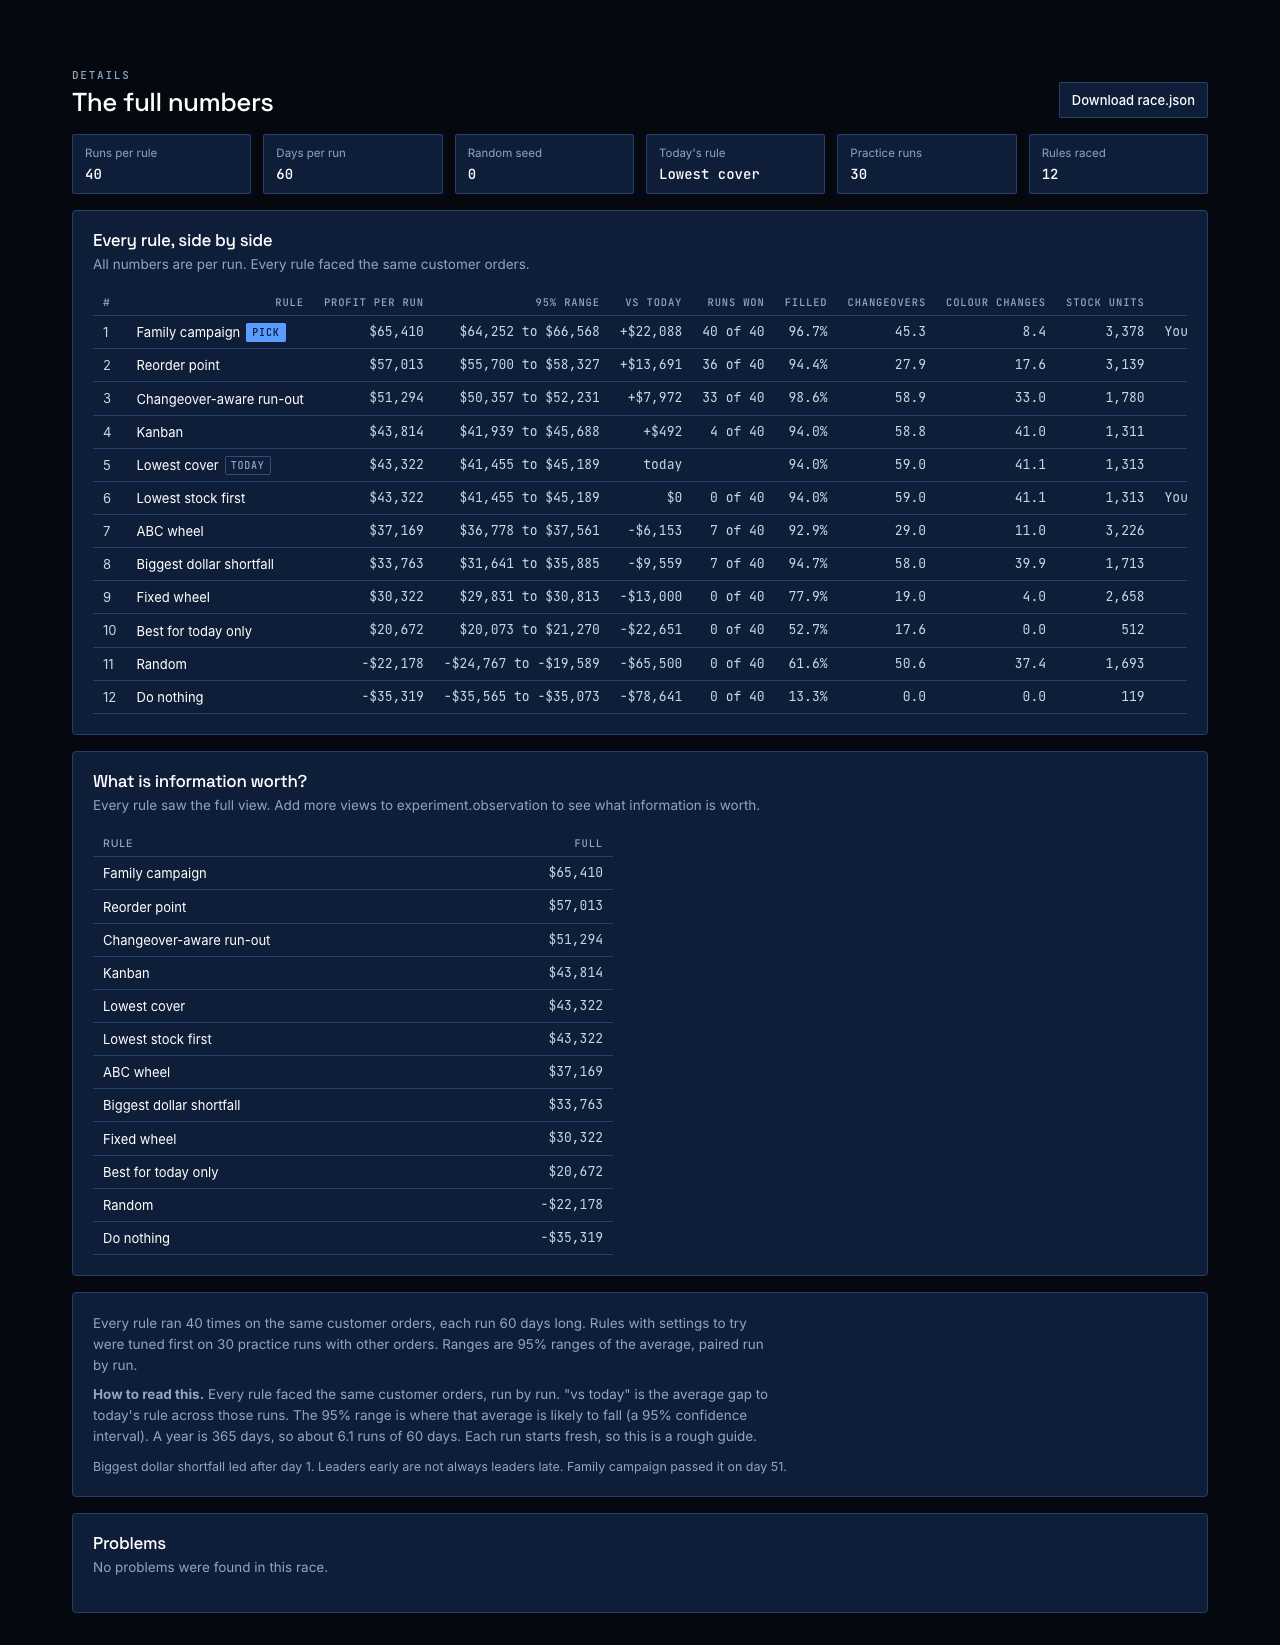 DETAILS
The full numbers
Download race.json
Runs per rule
40
Days per run
60
Random seed
0
Today's rule
Lowest cover
Practice runs
30
Rules raced
12
Every rule, side by side
All numbers are per run. Every rule faced the same customer orders.
# RULE PROFIT PER RUN 95% RANGE VS TODAY RUNS WON FILLED CHANGEOVERS COLOUR CHANGES STOCK UNITS
1 Family campaign PICK $65,410 $64,252 to $66,568 +$22,088 40 of 40 96.7% 45.3 8.4 3,378 You
2 Reorder point $57,013 $55,700 to $58,327 +$13,691 36 of 40 94.4% 27.9 17.6 3,139
3 Changeover-aware run-out $51,294 $50,357 to $52,231 +$7,972 33 of 40 98.6% 58.9 33.0 1,780
4 Kanban $43,814 $41,939 to $45,688 +$492 4 of 40 94.0% 58.8 41.0 1,311
5 Lowest cover TODAY $43,322 $41,455 to $45,189 today 94.0% 59.0 41.1 1,313
6 Lowest stock first $43,322 $41,455 to $45,189 $0 0 of 40 94.0% 59.0 41.1 1,313 You
7 ABC wheel $37,169 $36,778 to $37,561 -$6,153 7 of 40 92.9% 29.0 11.0 3,226
8 Biggest dollar shortfall $33,763 $31,641 to $35,885 -$9,559 7 of 40 94.7% 58.0 39.9 1,713
9 Fixed wheel $30,322 $29,831 to $30,813 -$13,000 0 of 40 77.9% 19.0 4.0 2,658
10 Best for today only $20,672 $20,073 to $21,270 -$22,651 0 of 40 52.7% 17.6 0.0 512
11 Random -$22,178 -$24,767 to -$19,589 -$65,500 0 of 40 61.6% 50.6 37.4 1,693
12 Do nothing -$35,319 -$35,565 to -$35,073 -$78,641 0 of 40 13.3% 0.0 0.0 119
What is information worth?
Every rule saw the full view. Add more views to experiment.observation to see what information is worth.
RULE FULL
Family campaign $65,410
Reorder point $57,013
Changeover-aware run-out $51,294
Kanban $43,814
Lowest cover $43,322
Lowest stock first $43,322
ABC wheel $37,169
Biggest dollar shortfall $33,763
Fixed wheel $30,322
Best for today only $20,672
Random -$22,178
Do nothing -$35,319
Every rule ran 40 times on the same customer orders, each run 60 days long. Rules with settings to try
were tuned first on 30 practice runs with other orders. Ranges are 95% ranges of the average, paired run
by run.
How to read this. Every rule faced the same customer orders, run by run. "vs today" is the average gap to
today's rule across those runs. The 95% range is where that average is likely to fall (a 95% confidence
interval). A year is 365 days, so about 6.1 runs of 60 days. Each run starts fresh, so this is a rough guide.
Biggest dollar shortfall led after day 1. Leaders early are not always leaders late. Family campaign passed it on day 51.
Problems
No problems were found in this race.